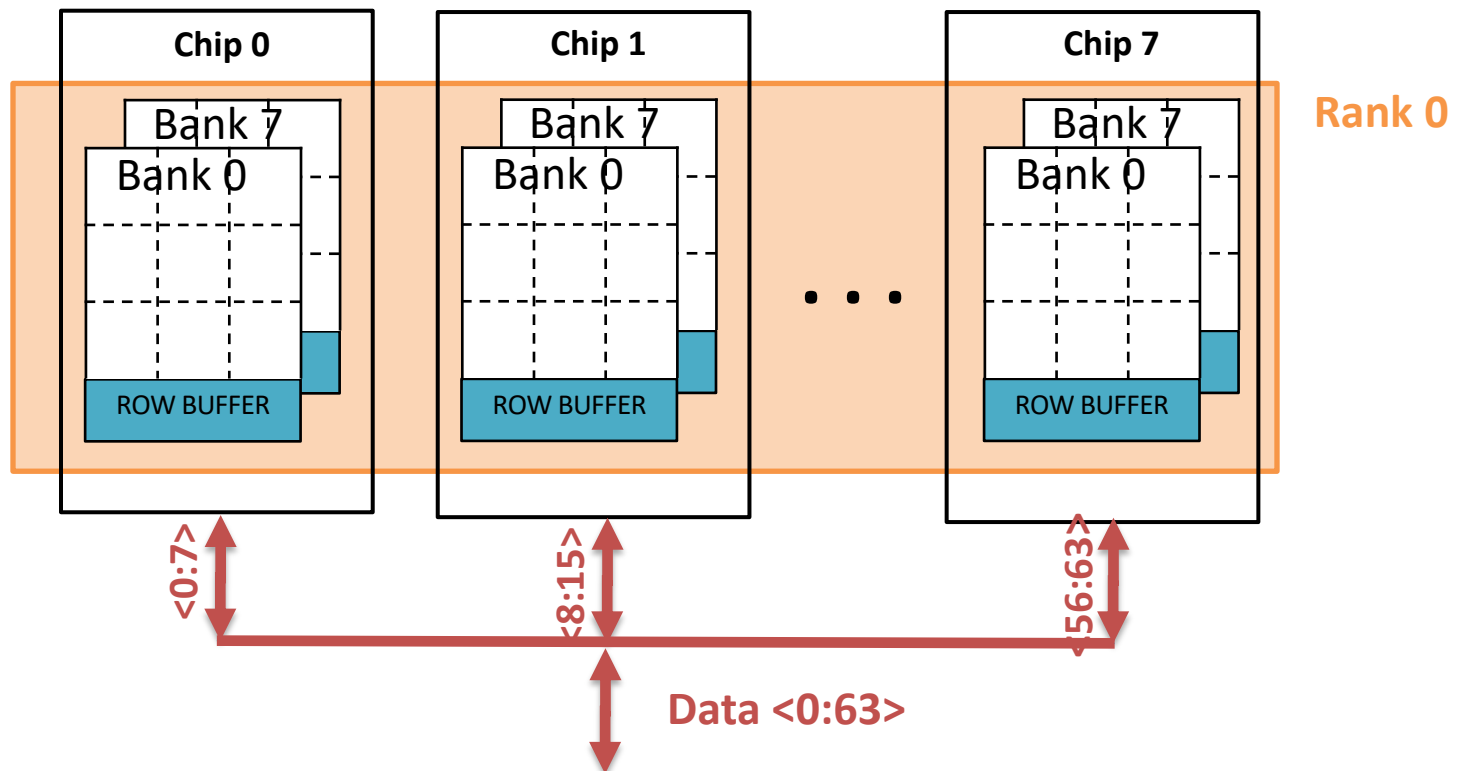 Chip 0
Chip 1
Chip 7
Rank 0
Bank 7
Bank 7
Bank 7
Bank 0
Bank 0
Bank 0
. . .
ROW BUFFER
ROW BUFFER
ROW BUFFER
<0:7>
<8:15>
<56:63>
Data <0:63>